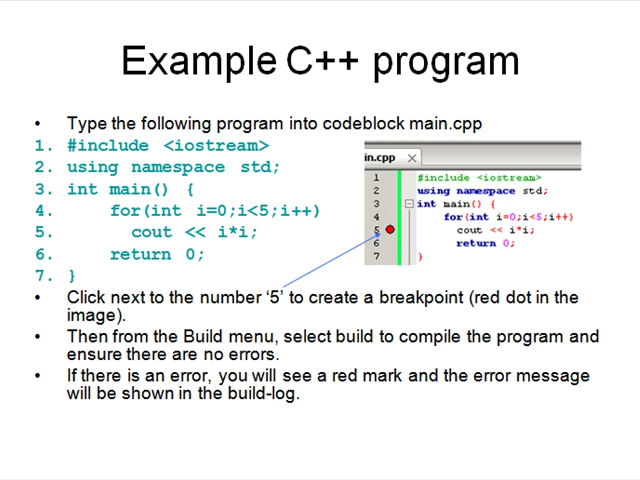 Example C++ program
• Type the following program into codeblock main.cpp
1. #include <iostream>
2. using namespace std;
3. int main() {
4. for(int i=0;i<5;i++)
5. cout << i*i;
6. return 0;
7. }
in.cpp ×
1 #include <iostream>
2 using namespace std;
3 int main() {
4 for(int i=0;i<5;i++)
5 cout << i*i;
6 return 0;
7 }
• Click next to the number ‘5’ to create a breakpoint (red dot in the
image).
• Then from the Build menu, select build to compile the program and
ensure there are no errors.
• If there is an error, you will see a red mark and the error message
will be shown in the build-log.